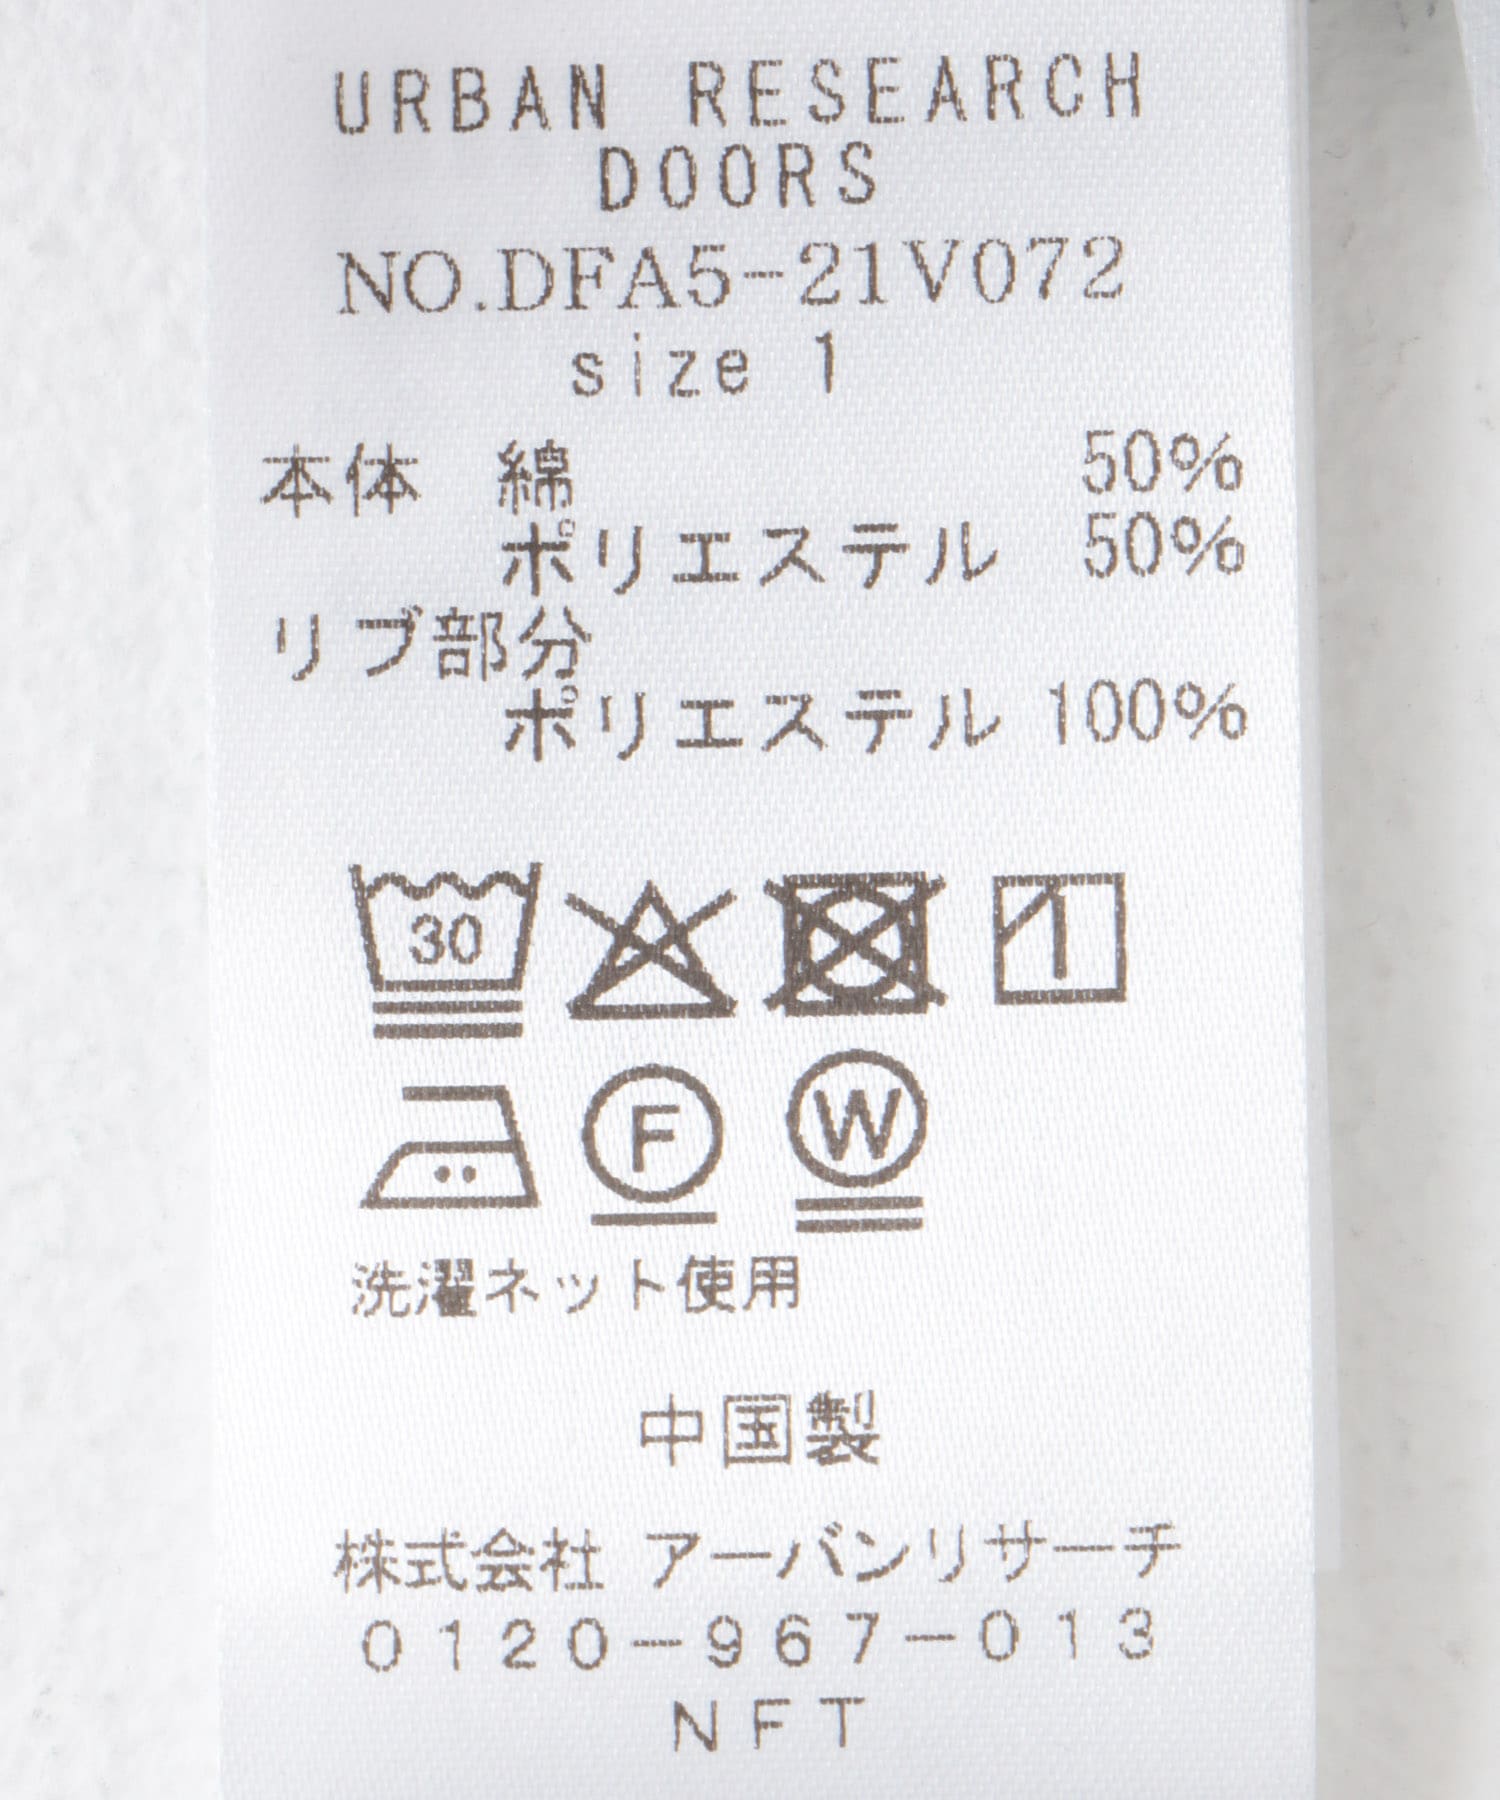 URBAN RESEARCH
DOORS
NO.DFA5-21V072
size 1
本体 綿 50%
ポリエステル 50%
リブ部分
ポリエステル 100%
30
F W
洗濯ネット使用
中国製
株式会社 アーバンリサーチ
0120-967-013
NFT